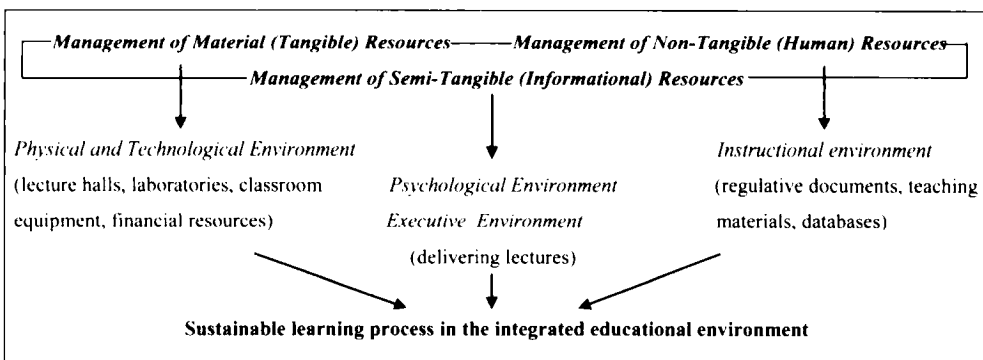 Management of Material (Tangible) Resources
Management of Non-Tangible (Human) Resources
Management of Semi-Tangible (Informational) Resources
Physical and Technological Environment
(lecture halls, laboratories, classroom
equipment, financial resources)
Psychological Environment
Executive Environment
(delivering lectures)
Instructional environment
(regulative documents, teaching
materials, databases)
Sustainable learning process in the integrated educational environment